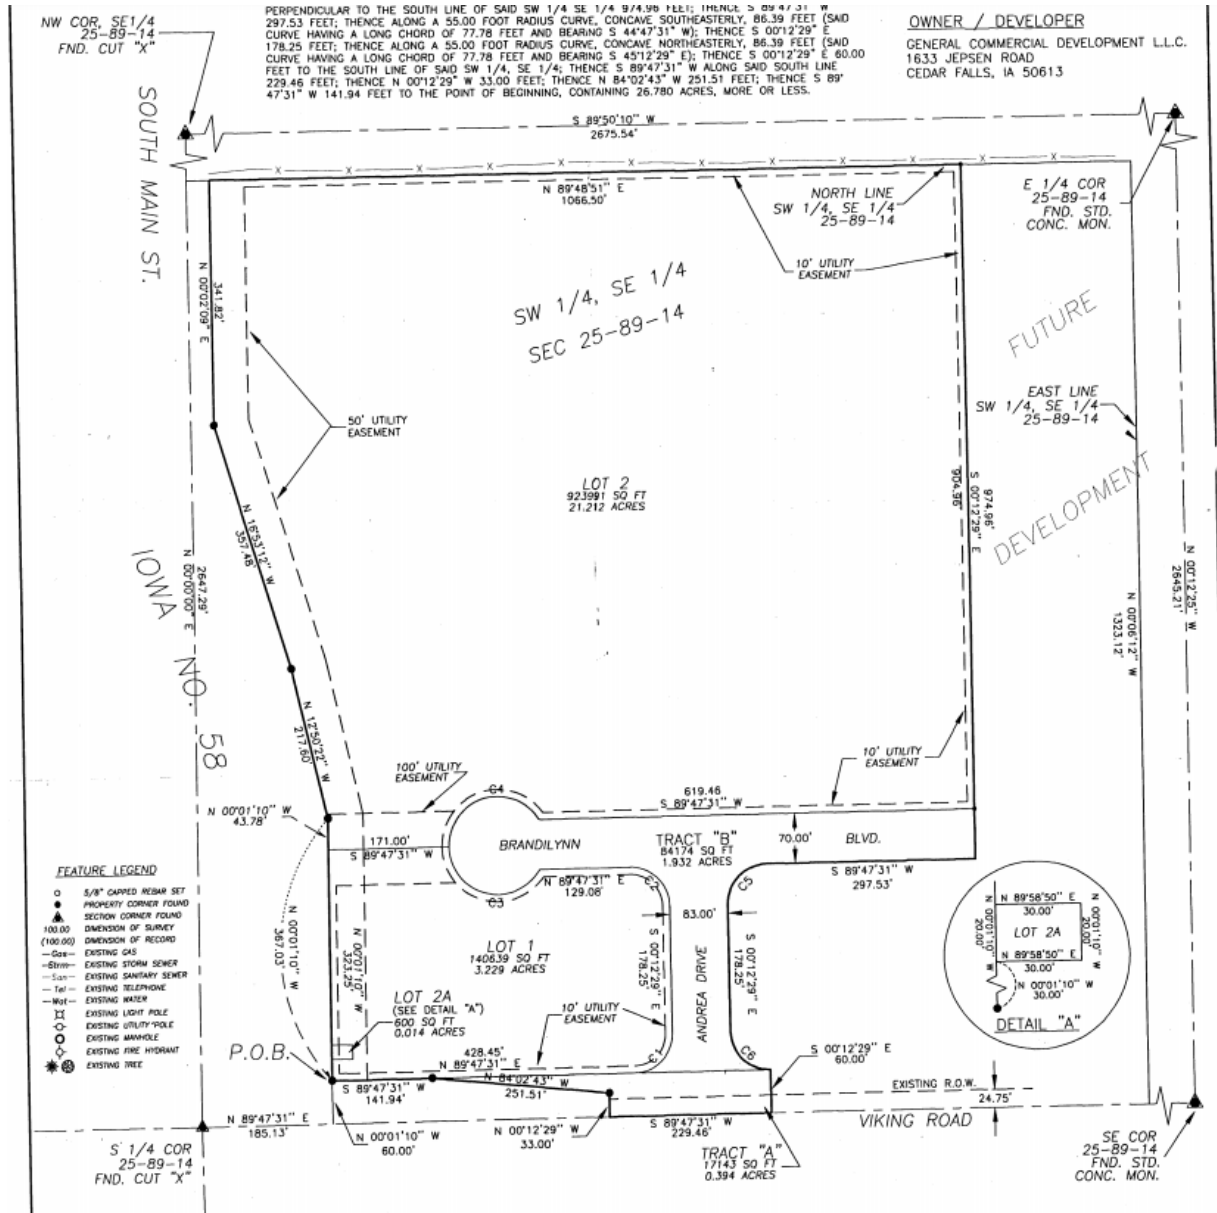 PERPENDICULAR TO THE SOUTH LINE OF SAID SW 1/4 SE 1/4 974.96 FEET; THENCE S 89°47'31" W
297.53 FEET; THENCE ALONG A 55.00 FOOT RADIUS CURVE, CONCAVE SOUTHEASTERLY, 86.39 FEET (SAID
CURVE HAVING A LONG CHORD OF 77.78 FEET AND BEARING S 44°47'31" W); THENCE S 00°12'29" E
178.25 FEET; THENCE ALONG A 55.00 FOOT RADIUS CURVE, CONCAVE NORTHEASTERLY, 86.39 FEET (SAID
CURVE HAVING A LONG CHORD OF 77.78 FEET AND BEARING S 45°12'29" E); THENCE S 00°12'29" E 60.00
FEET TO THE SOUTH LINE OF SAID SW 1/4, SE 1/4; THENCE S 89°47'31" W ALONG SAID SOUTH LINE
229.46 FEET; THENCE N 00°12'29" W 33.00 FEET; THENCE N 84°02'43" W 251.51 FEET; THENCE S 89°
47'31" W 141.94 FEET TO THE POINT OF BEGINNING, CONTAINING 26.780 ACRES, MORE OR LESS.
OWNER / DEVELOPER
GENERAL COMMERCIAL DEVELOPMENT L.L.C.
1633 JEPSEN ROAD
CEDAR FALLS, IA 50613
NW COR, SE1/4
25-89-14
FND. CUT "X"
SOUTH MAIN ST.
S 89°50'10" W
2675.54'
N 89°48'51" E
1066.50'
NORTH LINE
SW 1/4, SE 1/4
25-89-14
E 1/4 COR
25-89-14
FND. STD.
CONC. MON.
10' UTILITY
EASEMENT
SW 1/4, SE 1/4
SEC 25-89-14
341.82'
N 00°02'09" E
FUTURE
DEVELOPMENT
EAST LINE
SW 1/4, SE 1/4
25-89-14
50' UTILITY
EASEMENT
LOT 2
923991 SQ FT
21.212 ACRES
904.96'
974.96'
S 00°12'29" E
N 16°53'12" W
357.48'
IOWA NO. 58
2647.29'
N 00°00'00" E
N 00°12'25" W
2645.21'
N 00°06'12" W
1323.12'
N 12°50'22" W
217.60'
10' UTILITY
EASEMENT
100' UTILITY
EASEMENT
C4
619.46
S 89°47'31" W
N 00°01'10" W
43.78'
171.00'
S 89°47'31" W
BRANDILYNN
TRACT "B"
84174 SQ FT
1.932 ACRES
70.00'
BLVD.
N 89°47'31" E
129.08'
C2
C5
C3
S 89°47'31" W
297.53'
83.00'
FEATURE LEGEND
5/8" CAPPED REBAR SET
PROPERTY CORNER FOUND
SECTION CORNER FOUND
100.00 DIMENSION OF SURVEY
(100.00) DIMENSION OF RECORD
Gas EXISTING GAS
Strm EXISTING STORM SEWER
San EXISTING SANITARY SEWER
Tel EXISTING TELEPHONE
Wat EXISTING WATER
EXISTING LIGHT POLE
EXISTING UTILITY POLE
EXISTING MANHOLE
EXISTING FIRE HYDRANT
EXISTING TREE
N 00°01'10" W
367.03'
N 00°01'10" W
323.25'
LOT 1
140639 SQ FT
3.229 ACRES
S 00°12'29" E
178.25'
ANDREA DRIVE
S 00°12'29" E
178.25'
N 89°58'50" E
30.00'
N 00°01'10" W
20.00'
LOT 2A
N 00°01'10" W
20.00'
N 89°58'50" E
30.00'
N 00°01'10" W
30.00'
DETAIL "A"
LOT 2A
(SEE DETAIL "A")
600 SQ FT
0.014 ACRES
10' UTILITY
EASEMENT
C6
P.O.B.
428.45'
N 89°47'31" E
S 00°12'29" E
60.00'
S 89°47'31" W
141.94'
N 84°02'43" W
251.51'
EXISTING R.O.W.
24.75'
N 89°47'31" E
185.13'
N 00°01'10" W
60.00'
N 00°12'29" W
33.00'
S 89°47'31" W
229.46'
VIKING ROAD
S 1/4 COR
25-89-14
FND. CUT "X"
TRACT "A"
17143 SQ FT
0.394 ACRES
SE COR
25-89-14
FND. STD.
CONC. MON.